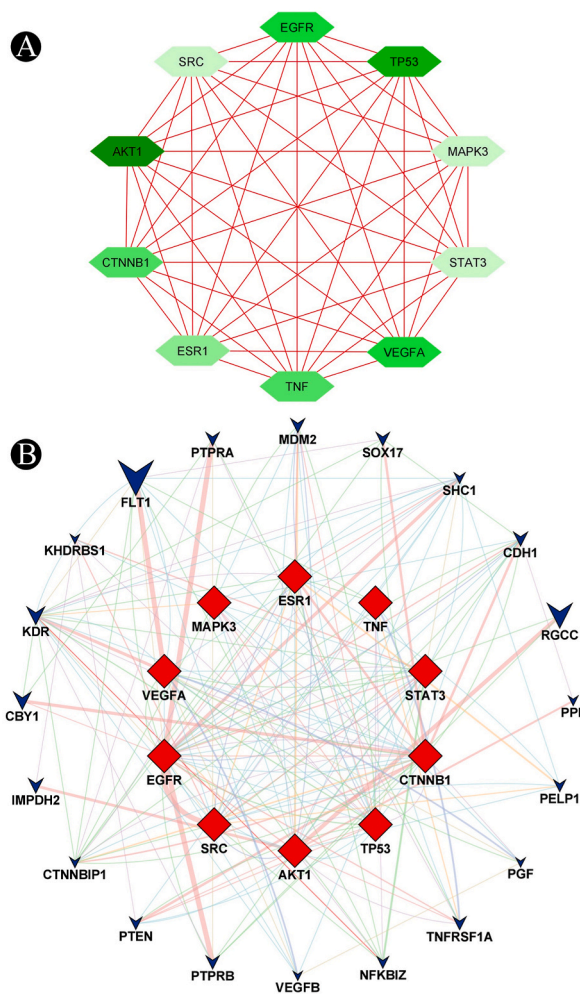 A
EGFR
SRC
TP53
AKT1
MAPK3
CTNNB1
STAT3
ESR1
VEGFA
TNF
B
MDM2
PTPRA
SOX17
FLT1
SHC1
KHDRBS1
CDH1
ESR1
MAPK3
TNF
KDR
RGCC
VEGFA
STAT3
CBY1
EGFR
CTNNB1
IMPDH2
PELP1
SRC
TP53
AKT1
CTNNBIP1
PGF
PTEN
TNFRSF1A
PTPRB
NFKBIZ
VEGFB